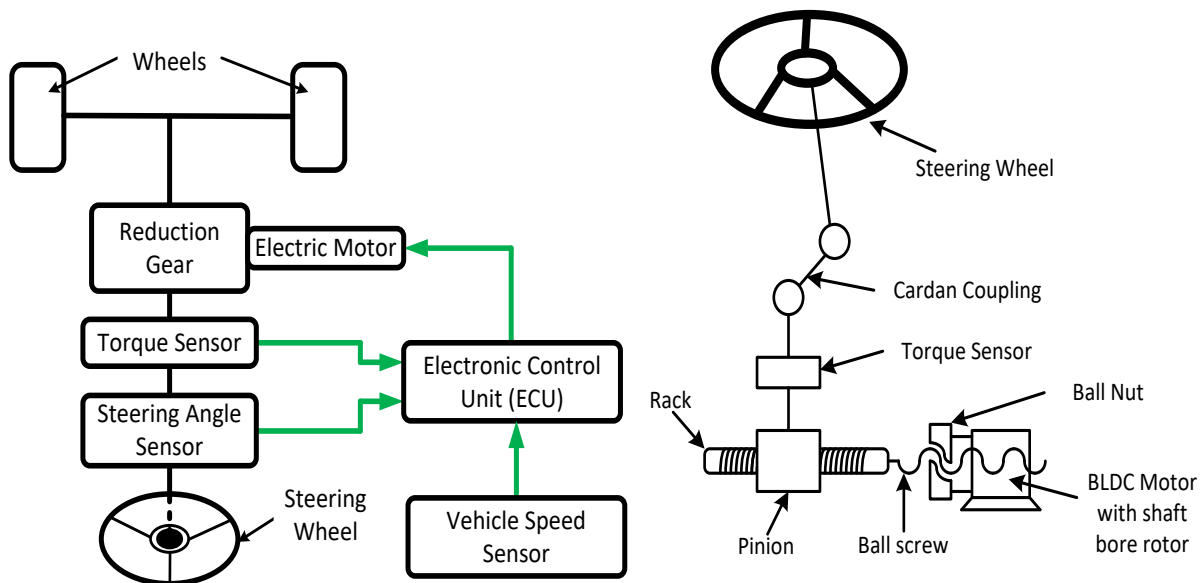 Wheels
Reduction
Gear
Electric Motor
Torque Sensor
Electronic Control
Unit (ECU)
Steering Angle
Sensor
Steering
Wheel
Vehicle Speed
Sensor
Steering Wheel
Cardan Coupling
Torque Sensor
Ball Nut
Rack
BLDC Motor
with shaft
bore rotor
Pinion
Ball screw